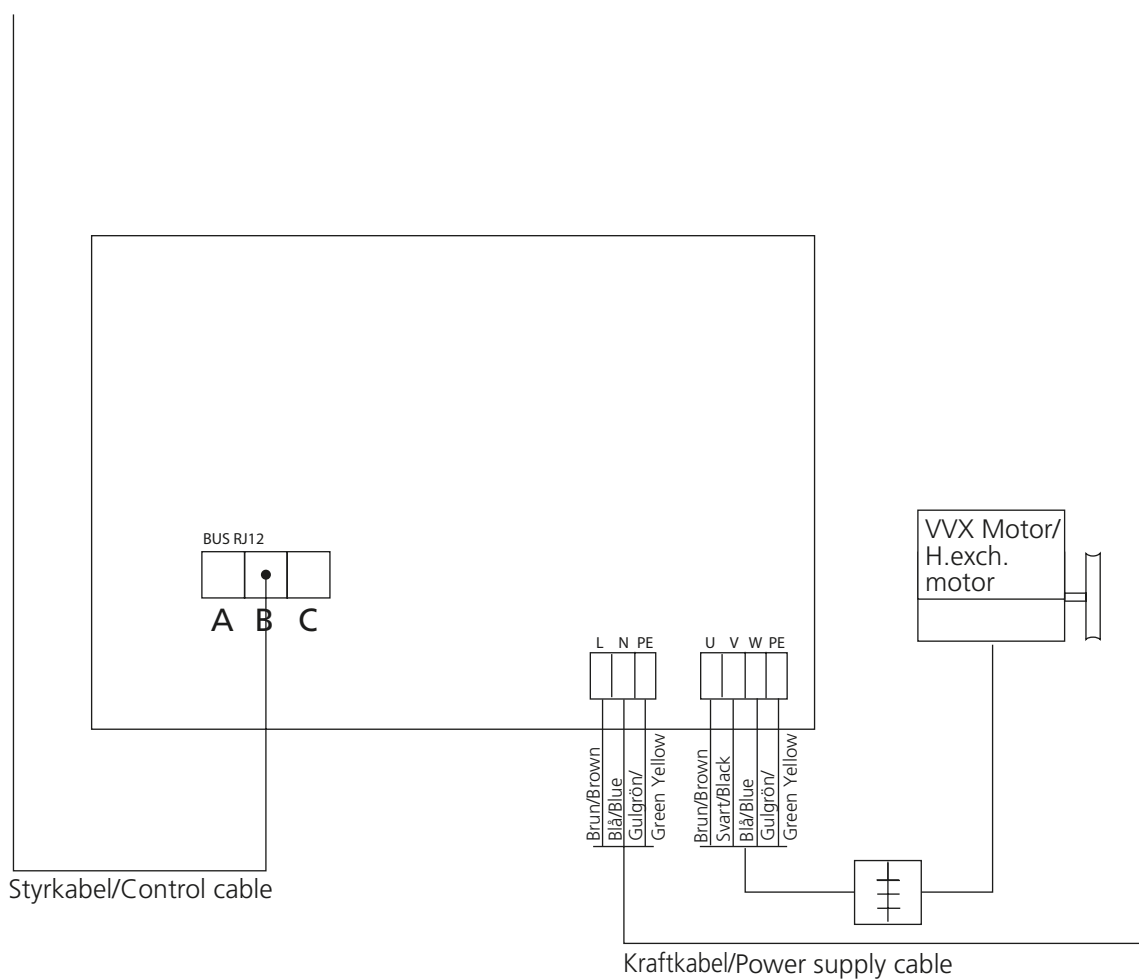 BUS RJ12
A B C
VVX Motor/
H.exch.
motor
L N PE
U V W PE
Brun/Brown
Blå/Blue
Gulgrön/
Green Yellow
Brun/Brown
Svart/Black
Blå/Blue
Gulgrön/
Green Yellow
Styrkabel/Control cable
Kraftkabel/Power supply cable